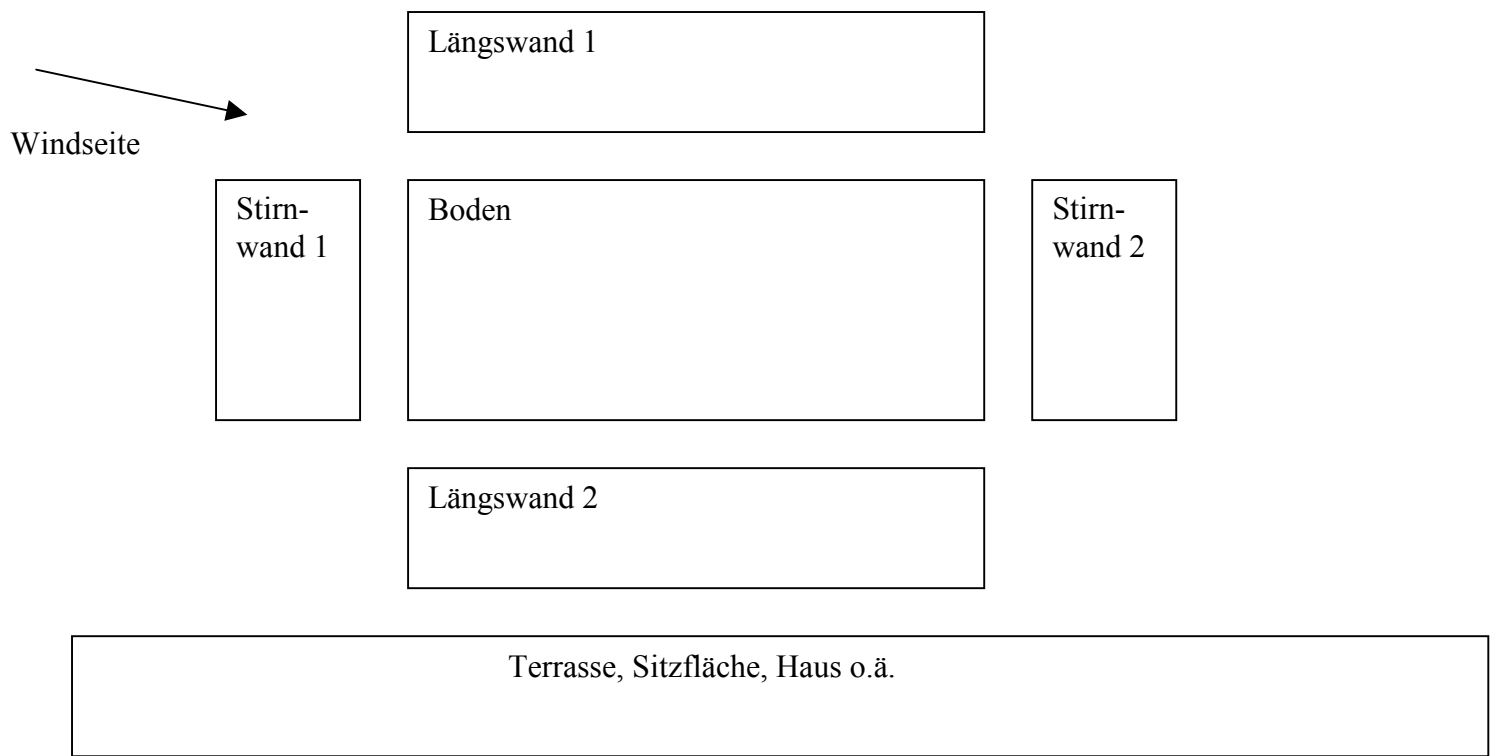 Längswand 1
Windseite
Stirn-
wand 1
Boden
Stirn-
wand 2
Längswand 2
Terrasse, Sitzfläche, Haus o.ä.